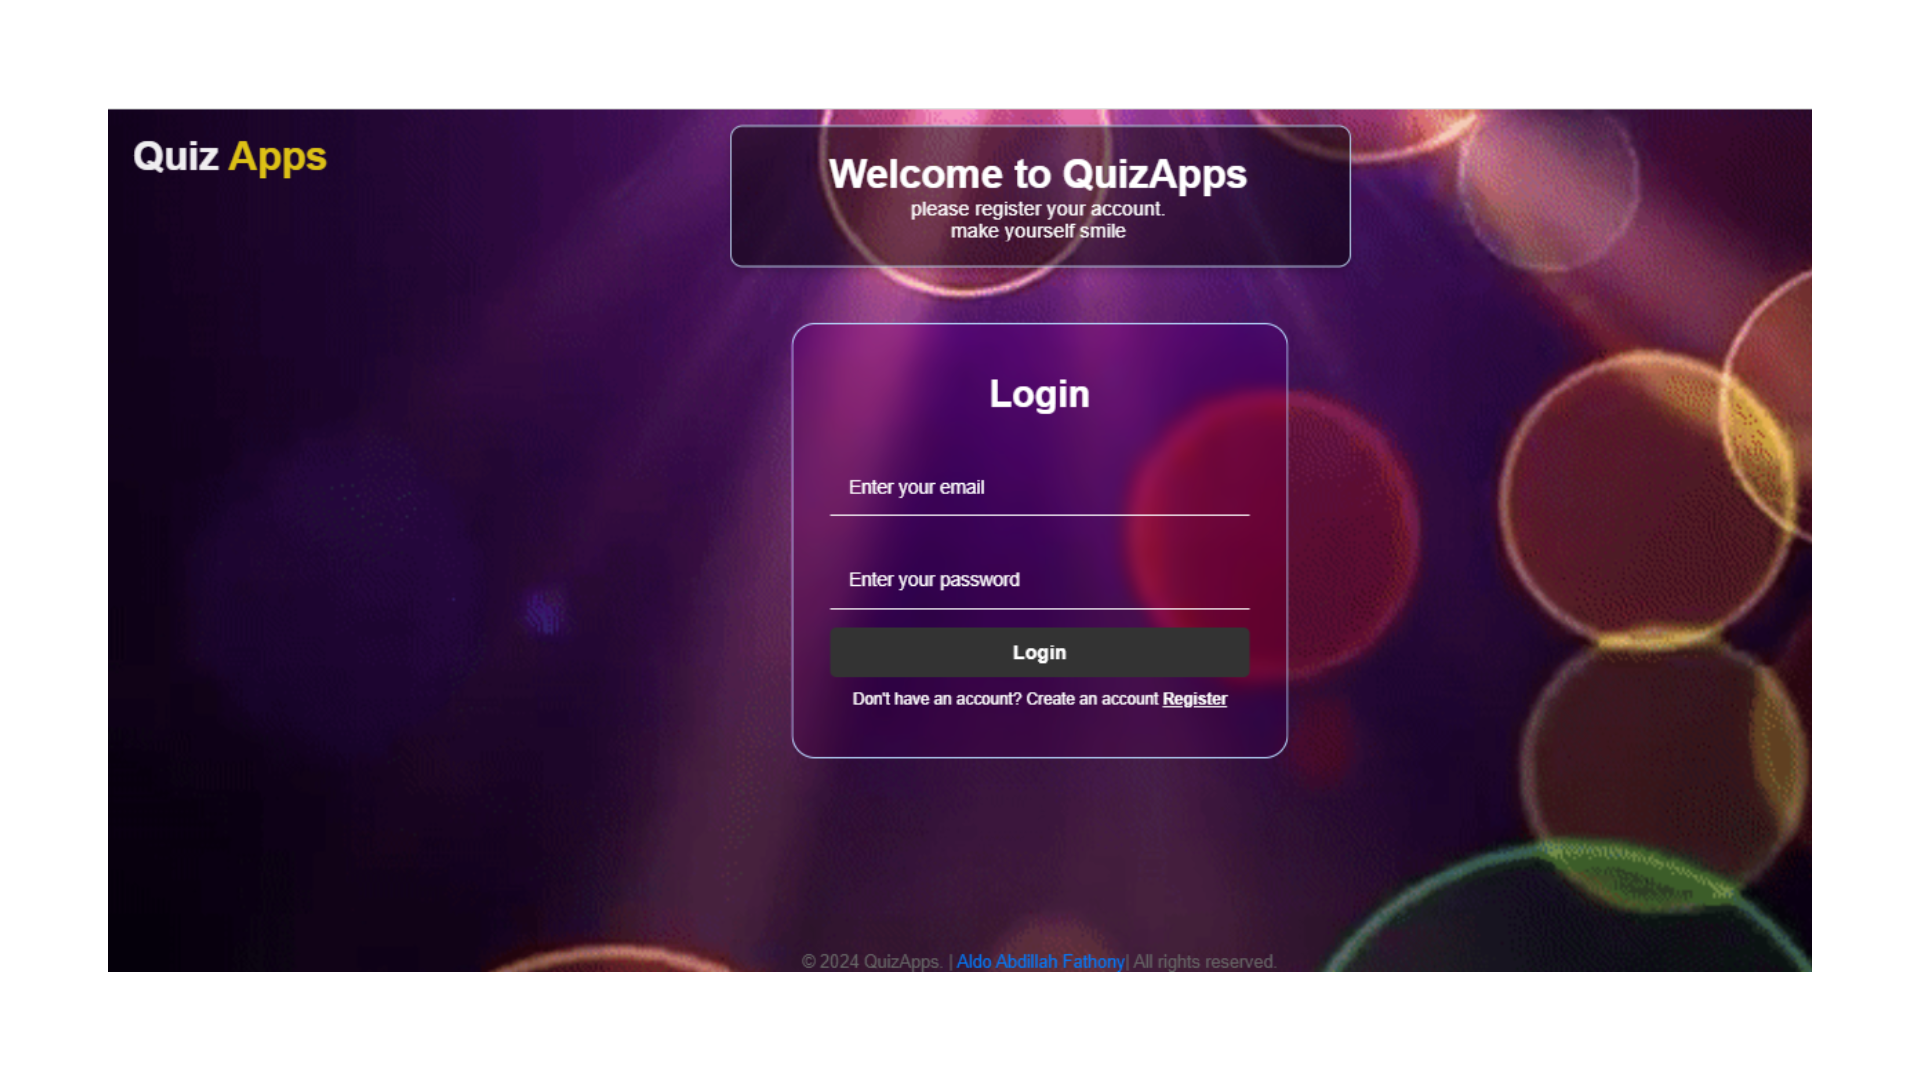 Quiz Apps
Welcome to QuizApps
please register your account.
make yourself smile
Login
Enter your email
Enter your password
Login
Don't have an account? Create an account Register
© 2024 QuizApps. | Aldo Abdillah Fathony| All rights reserved.